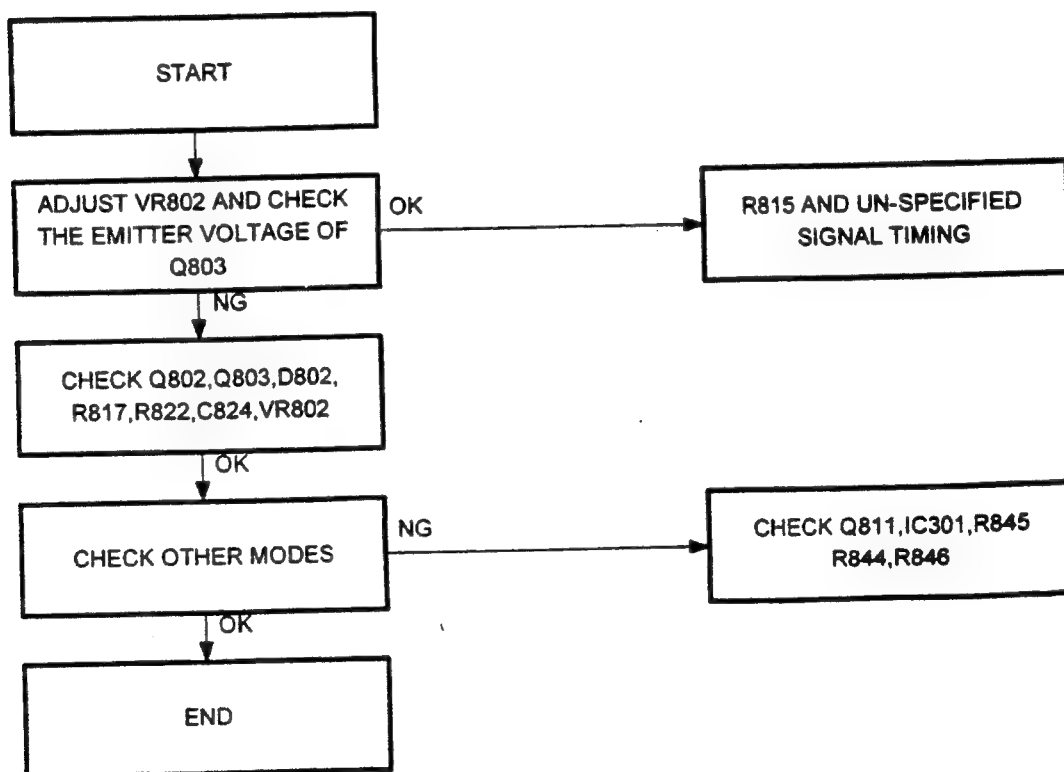 START
ADJUST VR802 AND CHECK
THE EMITTER VOLTAGE OF
Q803
OK
R815 AND UN-SPECIFIED
SIGNAL TIMING
NG
CHECK Q802,Q803,D802,
R817,R822,C824,VR802
OK
CHECK OTHER MODES
NG
CHECK Q811,IC301,R845
R844,R846
OK
END